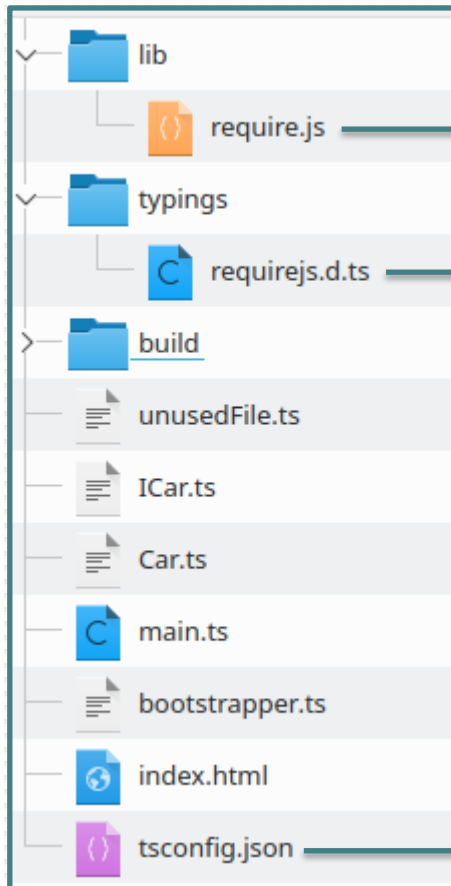 lib
require.js
typings
requirejs.d.ts
build
unusedFile.ts
ICar.ts
Car.ts
main.ts
bootstrapper.ts
index.html
tsconfig.json